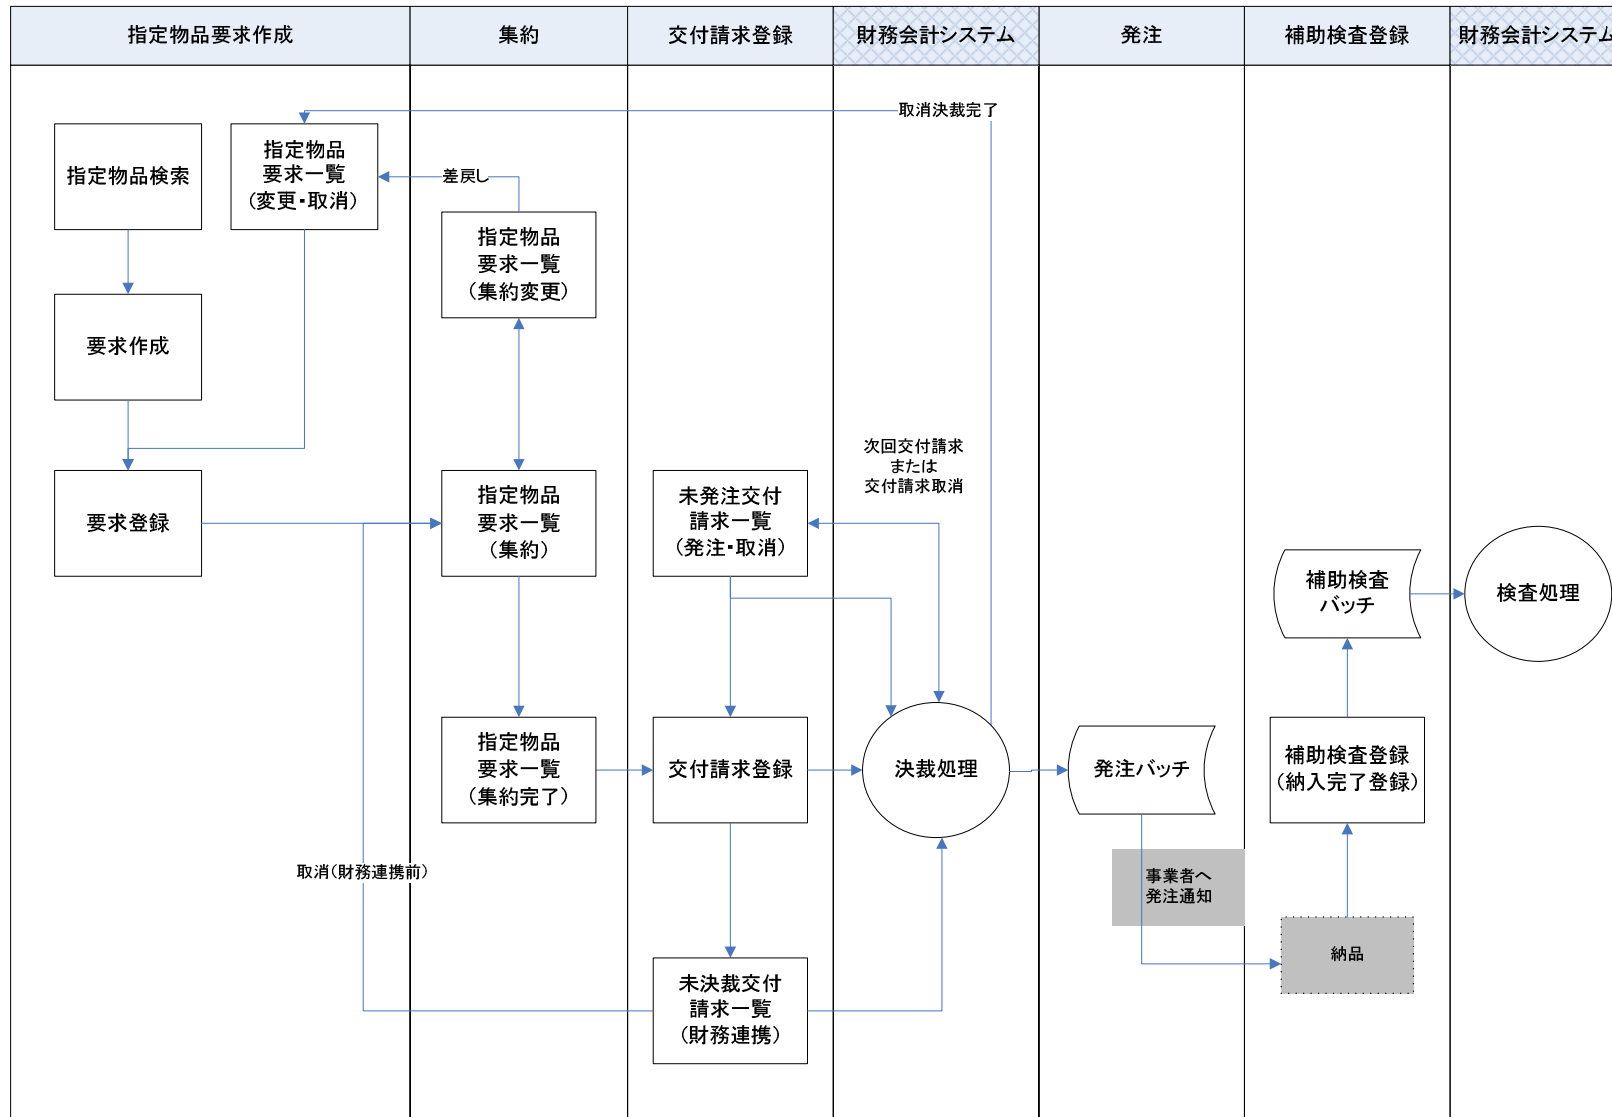 指定物品要求作成
集約
交付請求登録
財務会計システム
発注
補助検査登録
財務会計システム
取消決裁完了
指定物品検索
指定物品
要求一覧
（変更・取消）
差戻し
指定物品
要求一覧
（集約変更）
要求作成
次回交付請求
または
交付請求取消
要求登録
指定物品
要求一覧
（集約）
未発注交付
請求一覧
（発注・取消）
補助検査
バッチ
検査処理
指定物品
要求一覧
（集約完了）
交付請求登録
決裁処理
発注バッチ
補助検査登録
（納入完了登録）
取消（財務連携前）
事業者へ
発注通知
納品
未決裁交付
請求一覧
（財務連携）